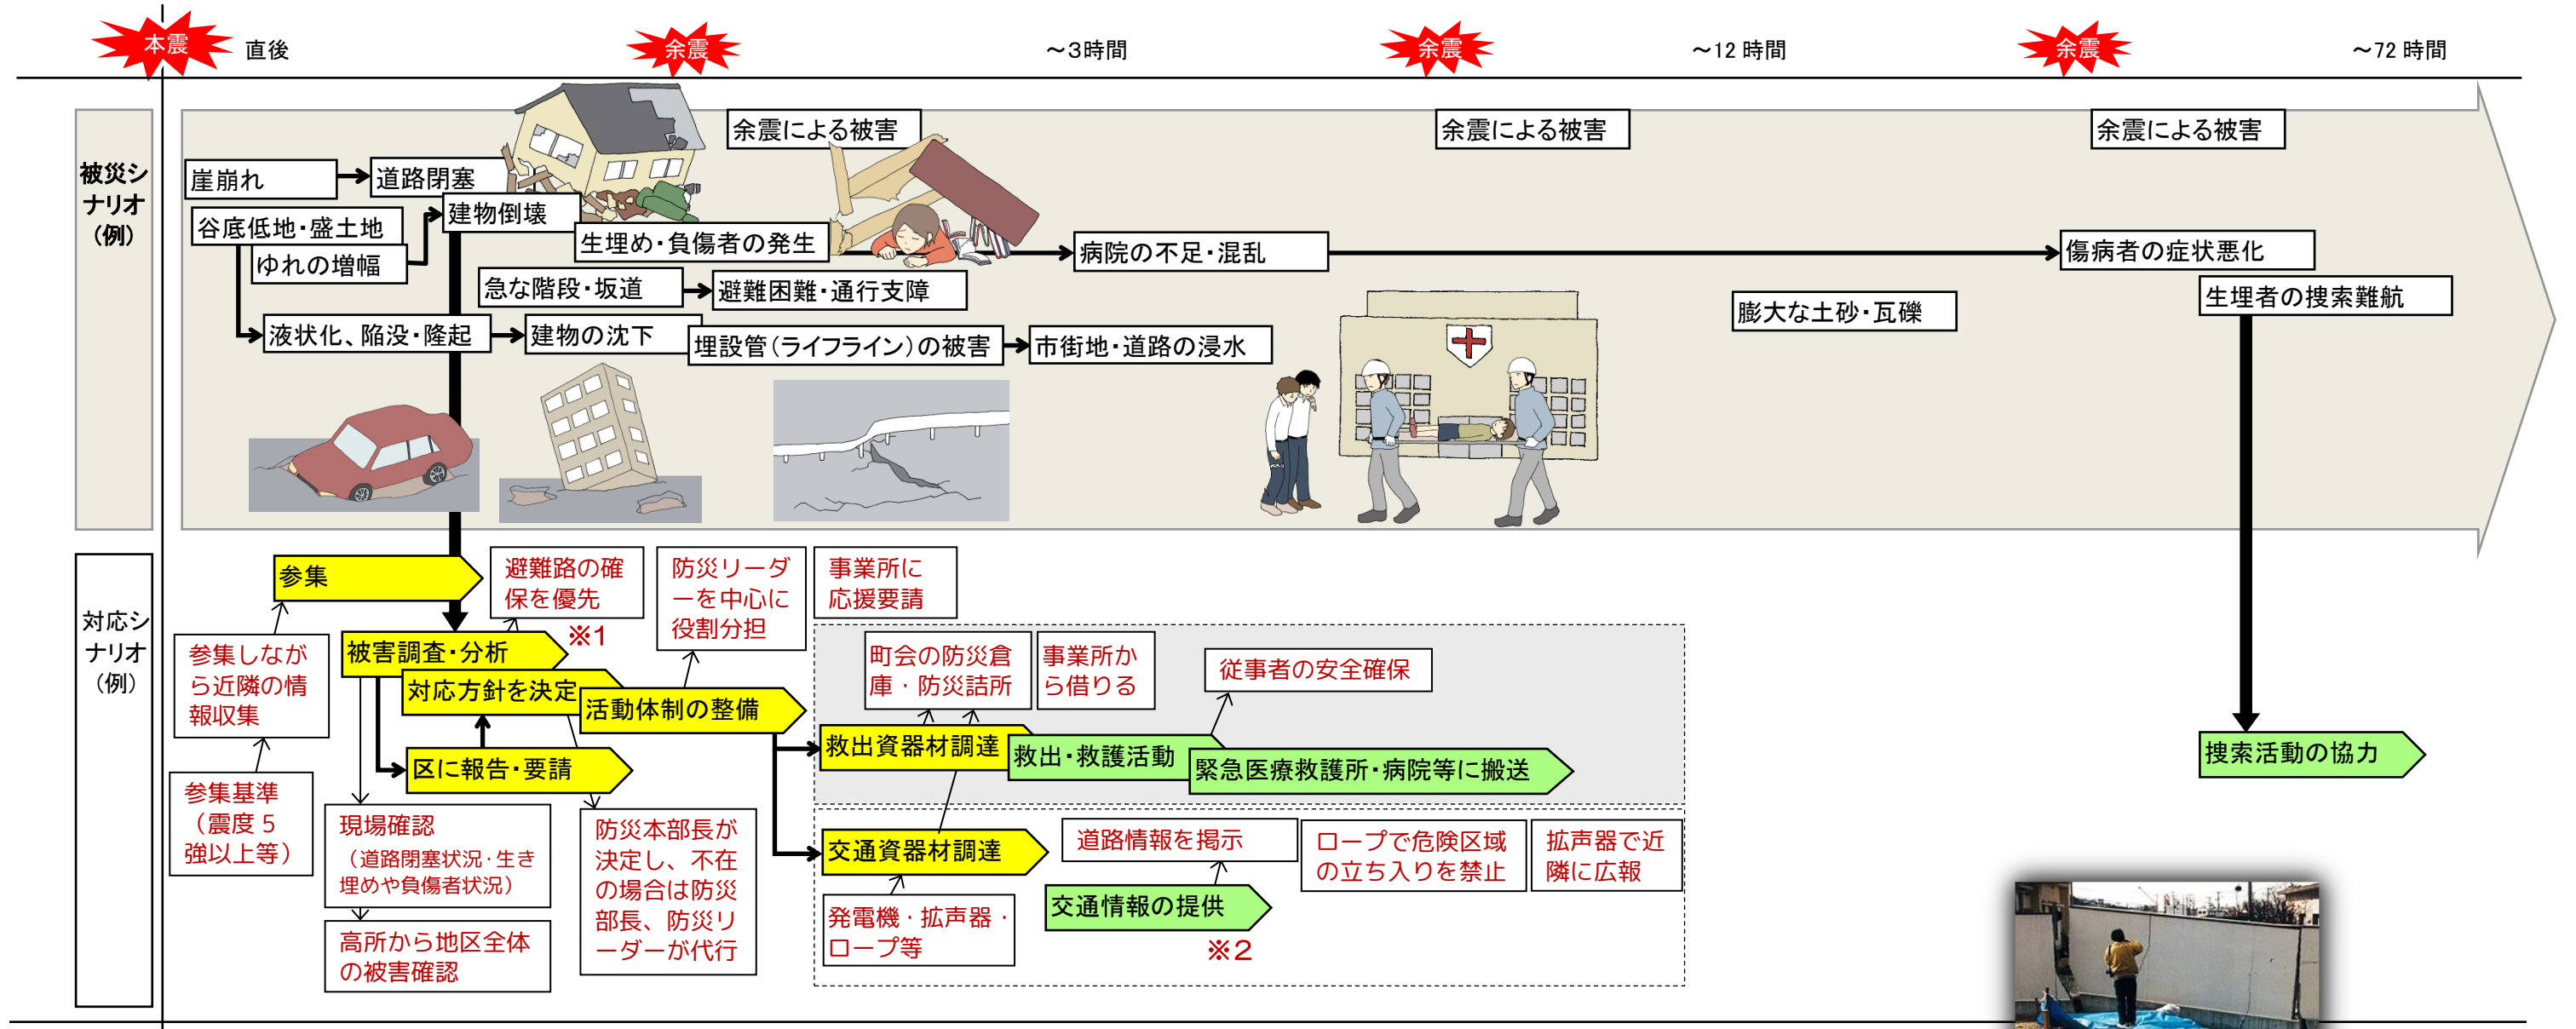 本震
直後
余震
～3時間
余震
～12 時間
余震
～72 時間
被災シ
ナリオ
（例）
余震による被害
余震による被害
余震による被害
崖崩れ
道路閉塞
谷底低地・盛土地
ゆれの増幅
建物倒壊
生埋め・負傷者の発生
病院の不足・混乱
傷病者の症状悪化
急な階段・坂道
避難困難・通行支障
膨大な土砂・瓦礫
生埋者の捜索難航
液状化、陥没・隆起
建物の沈下
埋設管（ライフライン）の被害
市街地・道路の浸水
対応シ
ナリオ
（例）
参集
避難路の確
保を優先
※1
防災リーダ
ーを中心に
役割分担
事業所に
応援要請
参集しなが
ら近隣の情
報収集
被害調査・分析
対応方針を決定
活動体制の整備
区に報告・要請
町会の防災倉
庫・防災詰所
事業所か
ら借りる
従事者の安全確保
救出資器材調達
救出・救護活動
緊急医療救護所・病院等に搬送
捜索活動の協力
参集基準
（震度 5
強以上等）
現場確認
（道路閉塞状況・生き
埋めや負傷者状況）
高所から地区全体
の被害確認
防災本部長が
決定し、不在
の場合は防災
部長、防災リ
ーダーが代行
交通資器材調達
道路情報を掲示
ロープで危険区域
の立ち入りを禁止
拡声器で近
隣に広報
発電機・拡声器・
ロープ等
交通情報の提供
※2